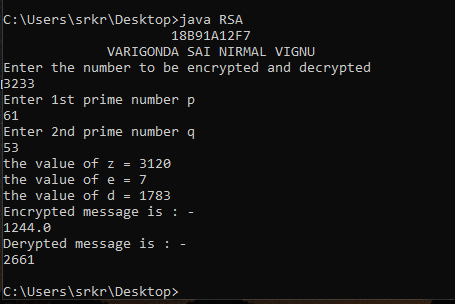 C:\Users\srkr\Desktop>java RSA
18B91A12F7
VARIGONDA SAI NIRMAL VIGNU
Enter the number to be encrypted and decrypted
3233
Enter 1st prime number p
61
Enter 2nd prime number q
53
the value of z = 3120
the value of e = 7
the value of d = 1783
Encrypted message is : -
1244.0
Derypted message is : -
2661
C:\Users\srkr\Desktop>